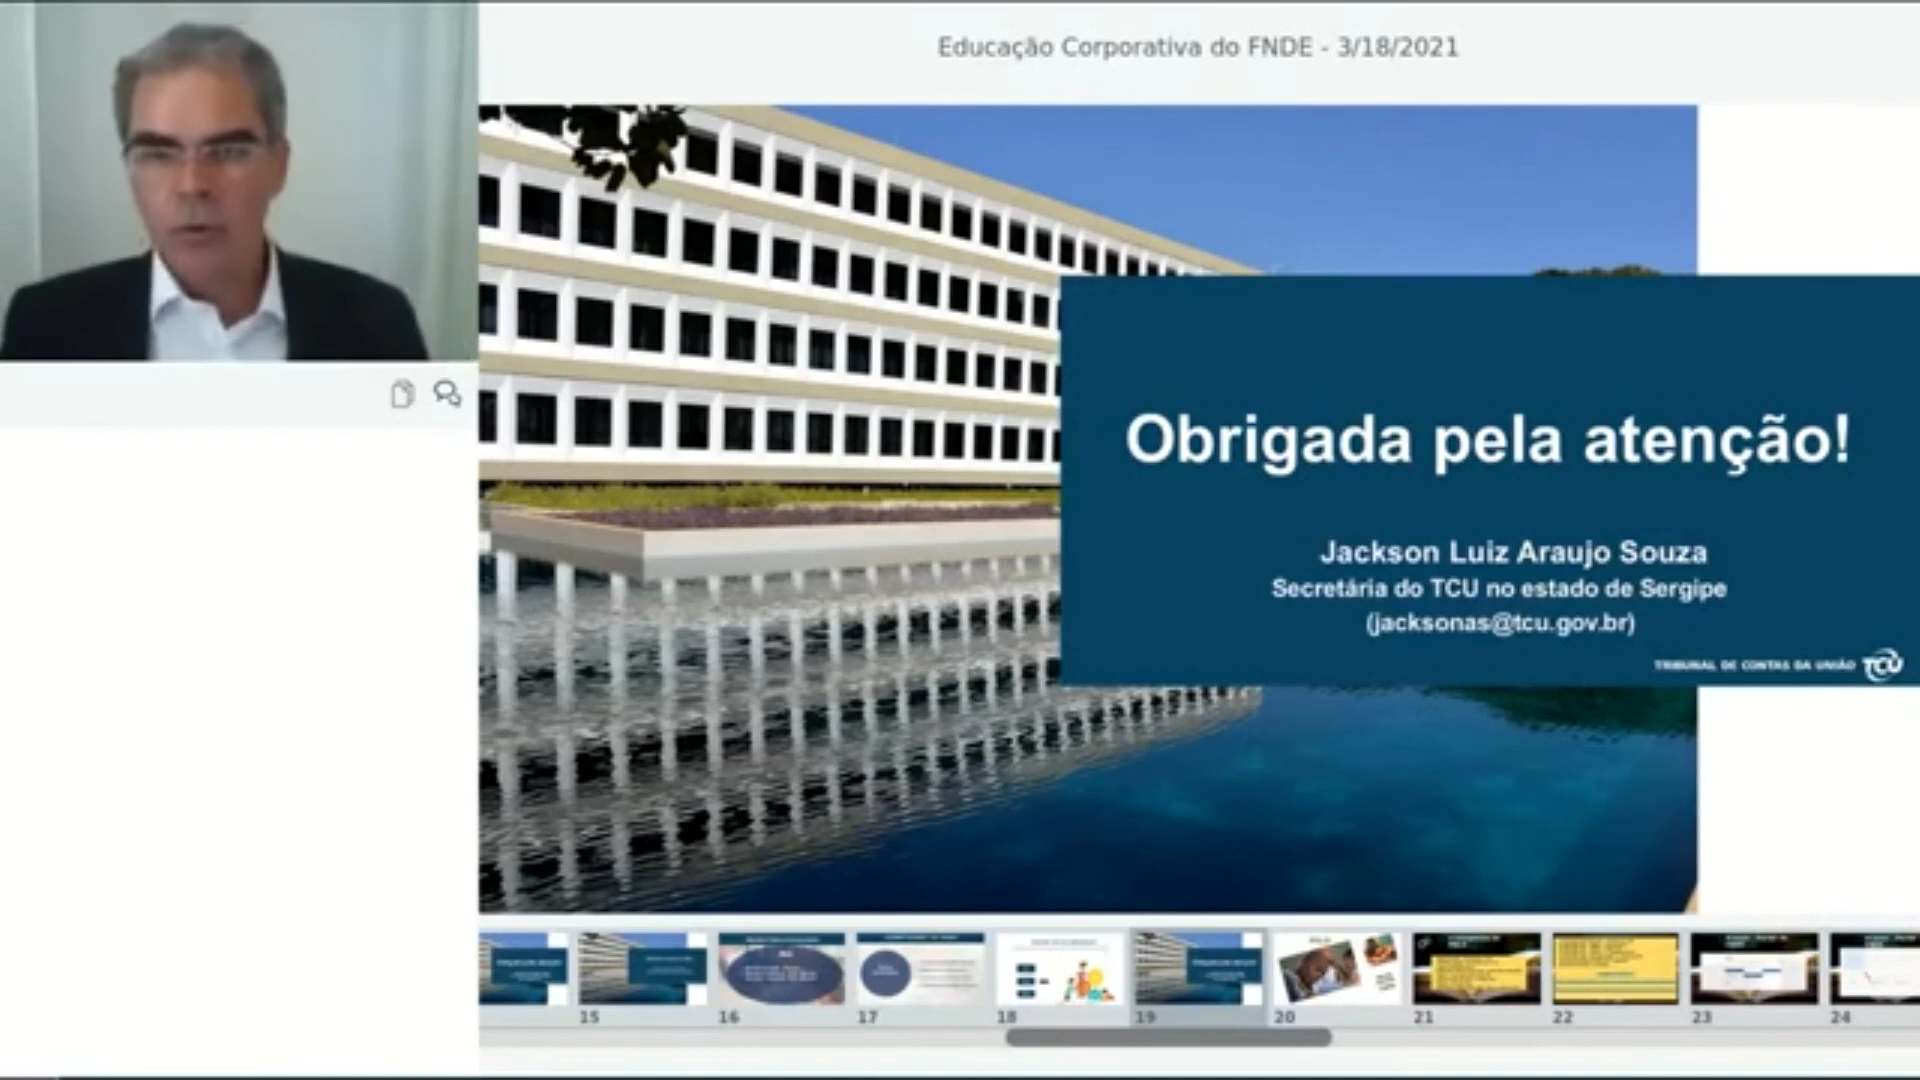 Educação Corporativa do FNDE - 3/18/2021
Obrigada pela atenção!
Jackson Luiz Araujo Souza
Secretária do TCU no estado de Sergipe
(jacksonas@tcu.gov.br)
TRIBUNAL DE CONTAS DA UNIÃO TCU
15 16 17 18 19 20 21 22 23 24